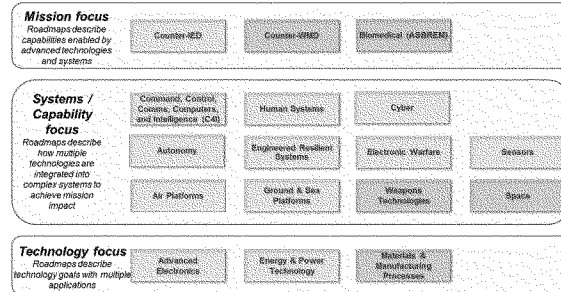 Mission focus
Roadmaps describe
capabilities enabled by
advanced technologies
and systems
Counter-IED
Counter-WMD
Biomedical (ASBREM)
Systems /
Capability
focus
Roadmaps describe
how multiple
technologies are
integrated into
complex systems to
achieve mission
impact
Command, Control,
Comms, Computers,
and Intelligence (C4I)
Human Systems
Cyber
Autonomy
Engineered Resilient
Systems
Electronic Warfare
Sensors
Air Platforms
Ground & Sea
Platforms
Weapons
Technologies
Space
Technology focus
Roadmaps describe
technology goals with multiple
applications
Advanced
Electronics
Energy & Power
Technology
Materials &
Manufacturing
Processes